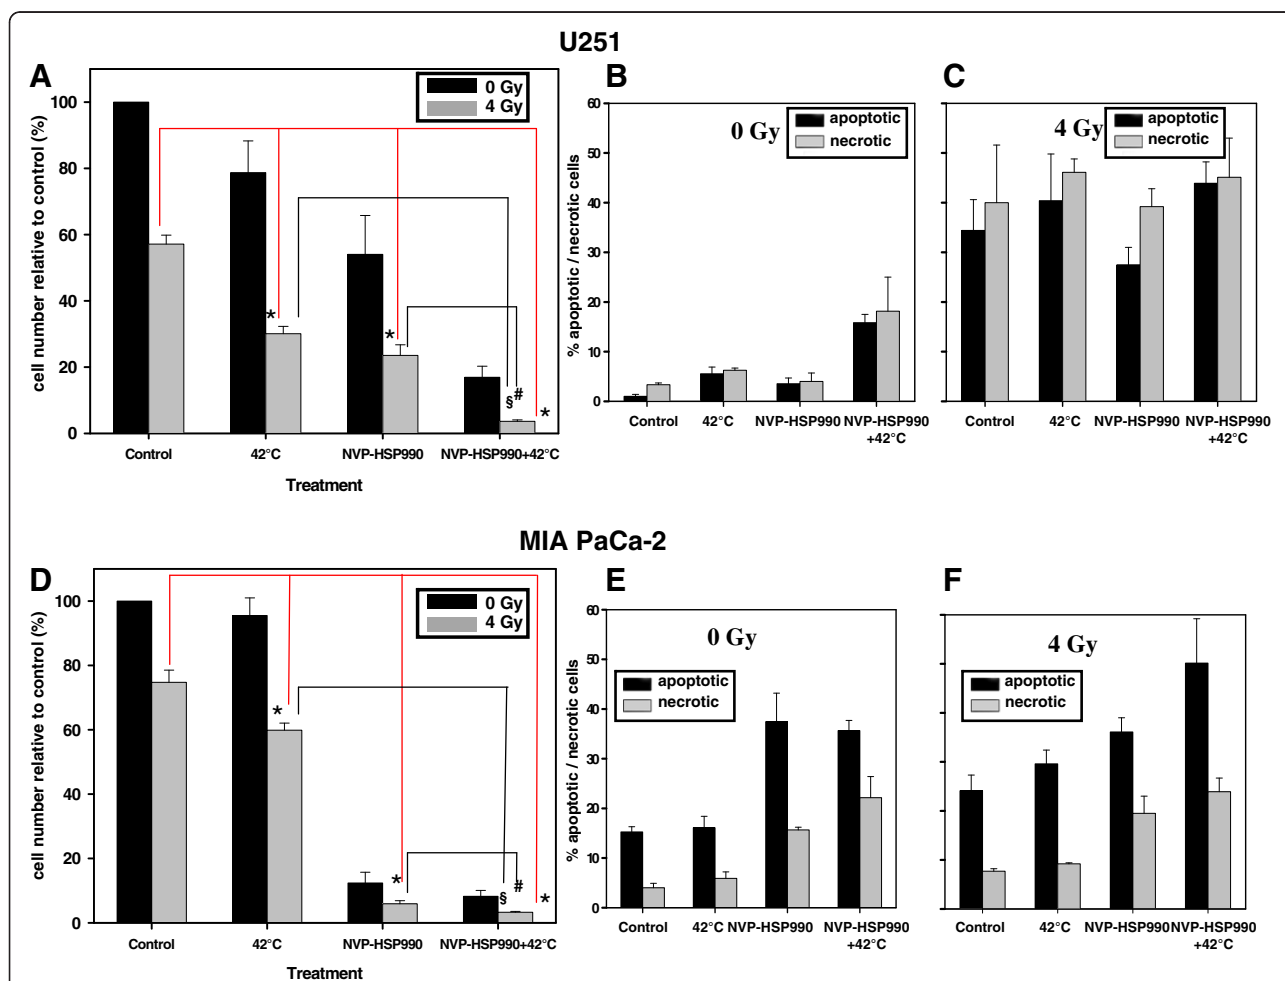 U251
A
cell number relative to control (%)
100
80
60
40
20
0
0 Gy
4 Gy
*
*
§
#
*
Control
42°C
NVP-HSP990
NVP-HSP990+42°C
Treatment
B
% apoptotic / necrotic cells
60
50
40
30
20
10
0
0 Gy
apoptotic
necrotic
Control
42°C
NVP-HSP990
NVP-HSP990
+42°C
C
4 Gy
apoptotic
necrotic
Control
42°C
NVP-HSP990
NVP-HSP990
+42°C
MIA PaCa-2
D
cell number relative to control (%)
100
80
60
40
20
0
0 Gy
4 Gy
*
*
§
#
*
Control
42°C
NVP-HSP990
NVP-HSP990+42°C
Treatment
E
% apoptotic / necrotic cells
60
50
40
30
20
10
0
0 Gy
apoptotic
necrotic
Control
42°C
NVP-HSP990
NVP-HSP990
+42°C
F
4 Gy
apoptotic
necrotic
Control
42°C
NVP-HSP990
NVP-HSP990
+42°C